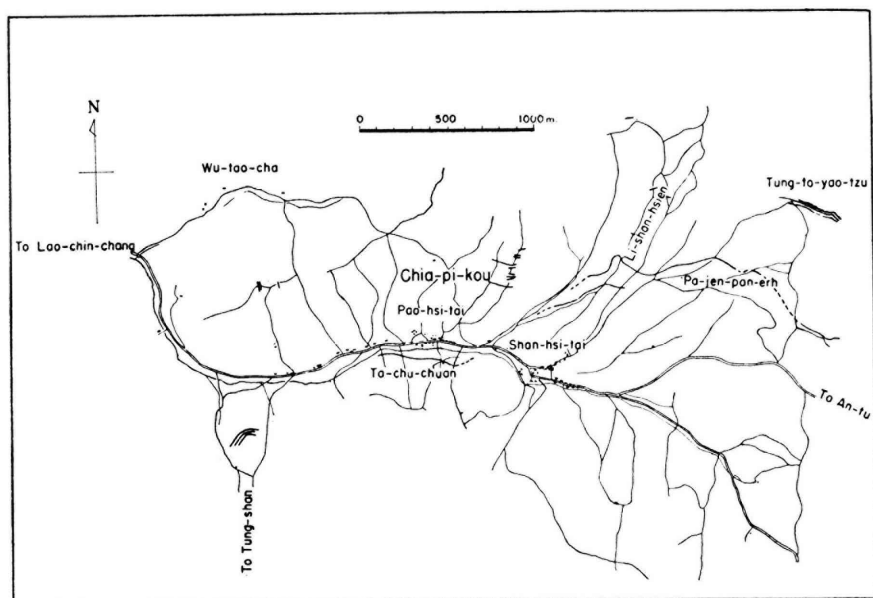 N
0 500 1000 m.
Wu-tao-cha
Tung-to-yao-tzu
Li-shan-hsien
To Lao-chin-chang
Chia-pi-kou
Pa-jen-pan-erh
Pao-hsi-tai
Shan-hsi-tai
Ta-chu-chuan
To An-tu
To Tung-shan